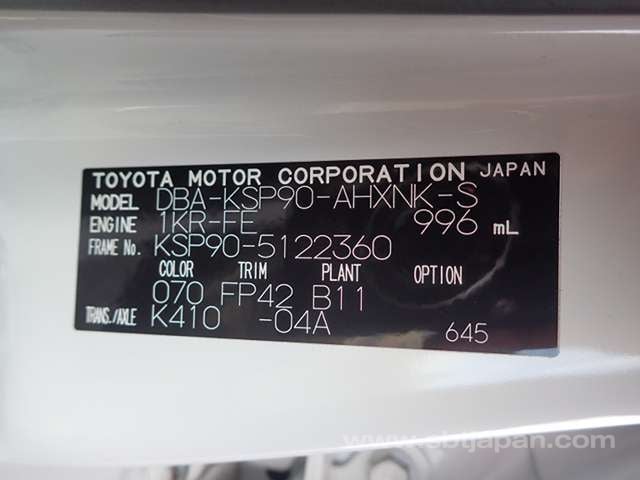 TOYOTA MOTOR CORPORATION JAPAN
MODEL DBA-KSP90-AHXNK-S
ENGINE 1KR-FE 996 mL
FRAME No. KSP90-5122360
COLOR TRIM PLANT OPTION
070 FP42 B11
TRANS./AXLE K410 -04A 645
www.sbtjapan.com